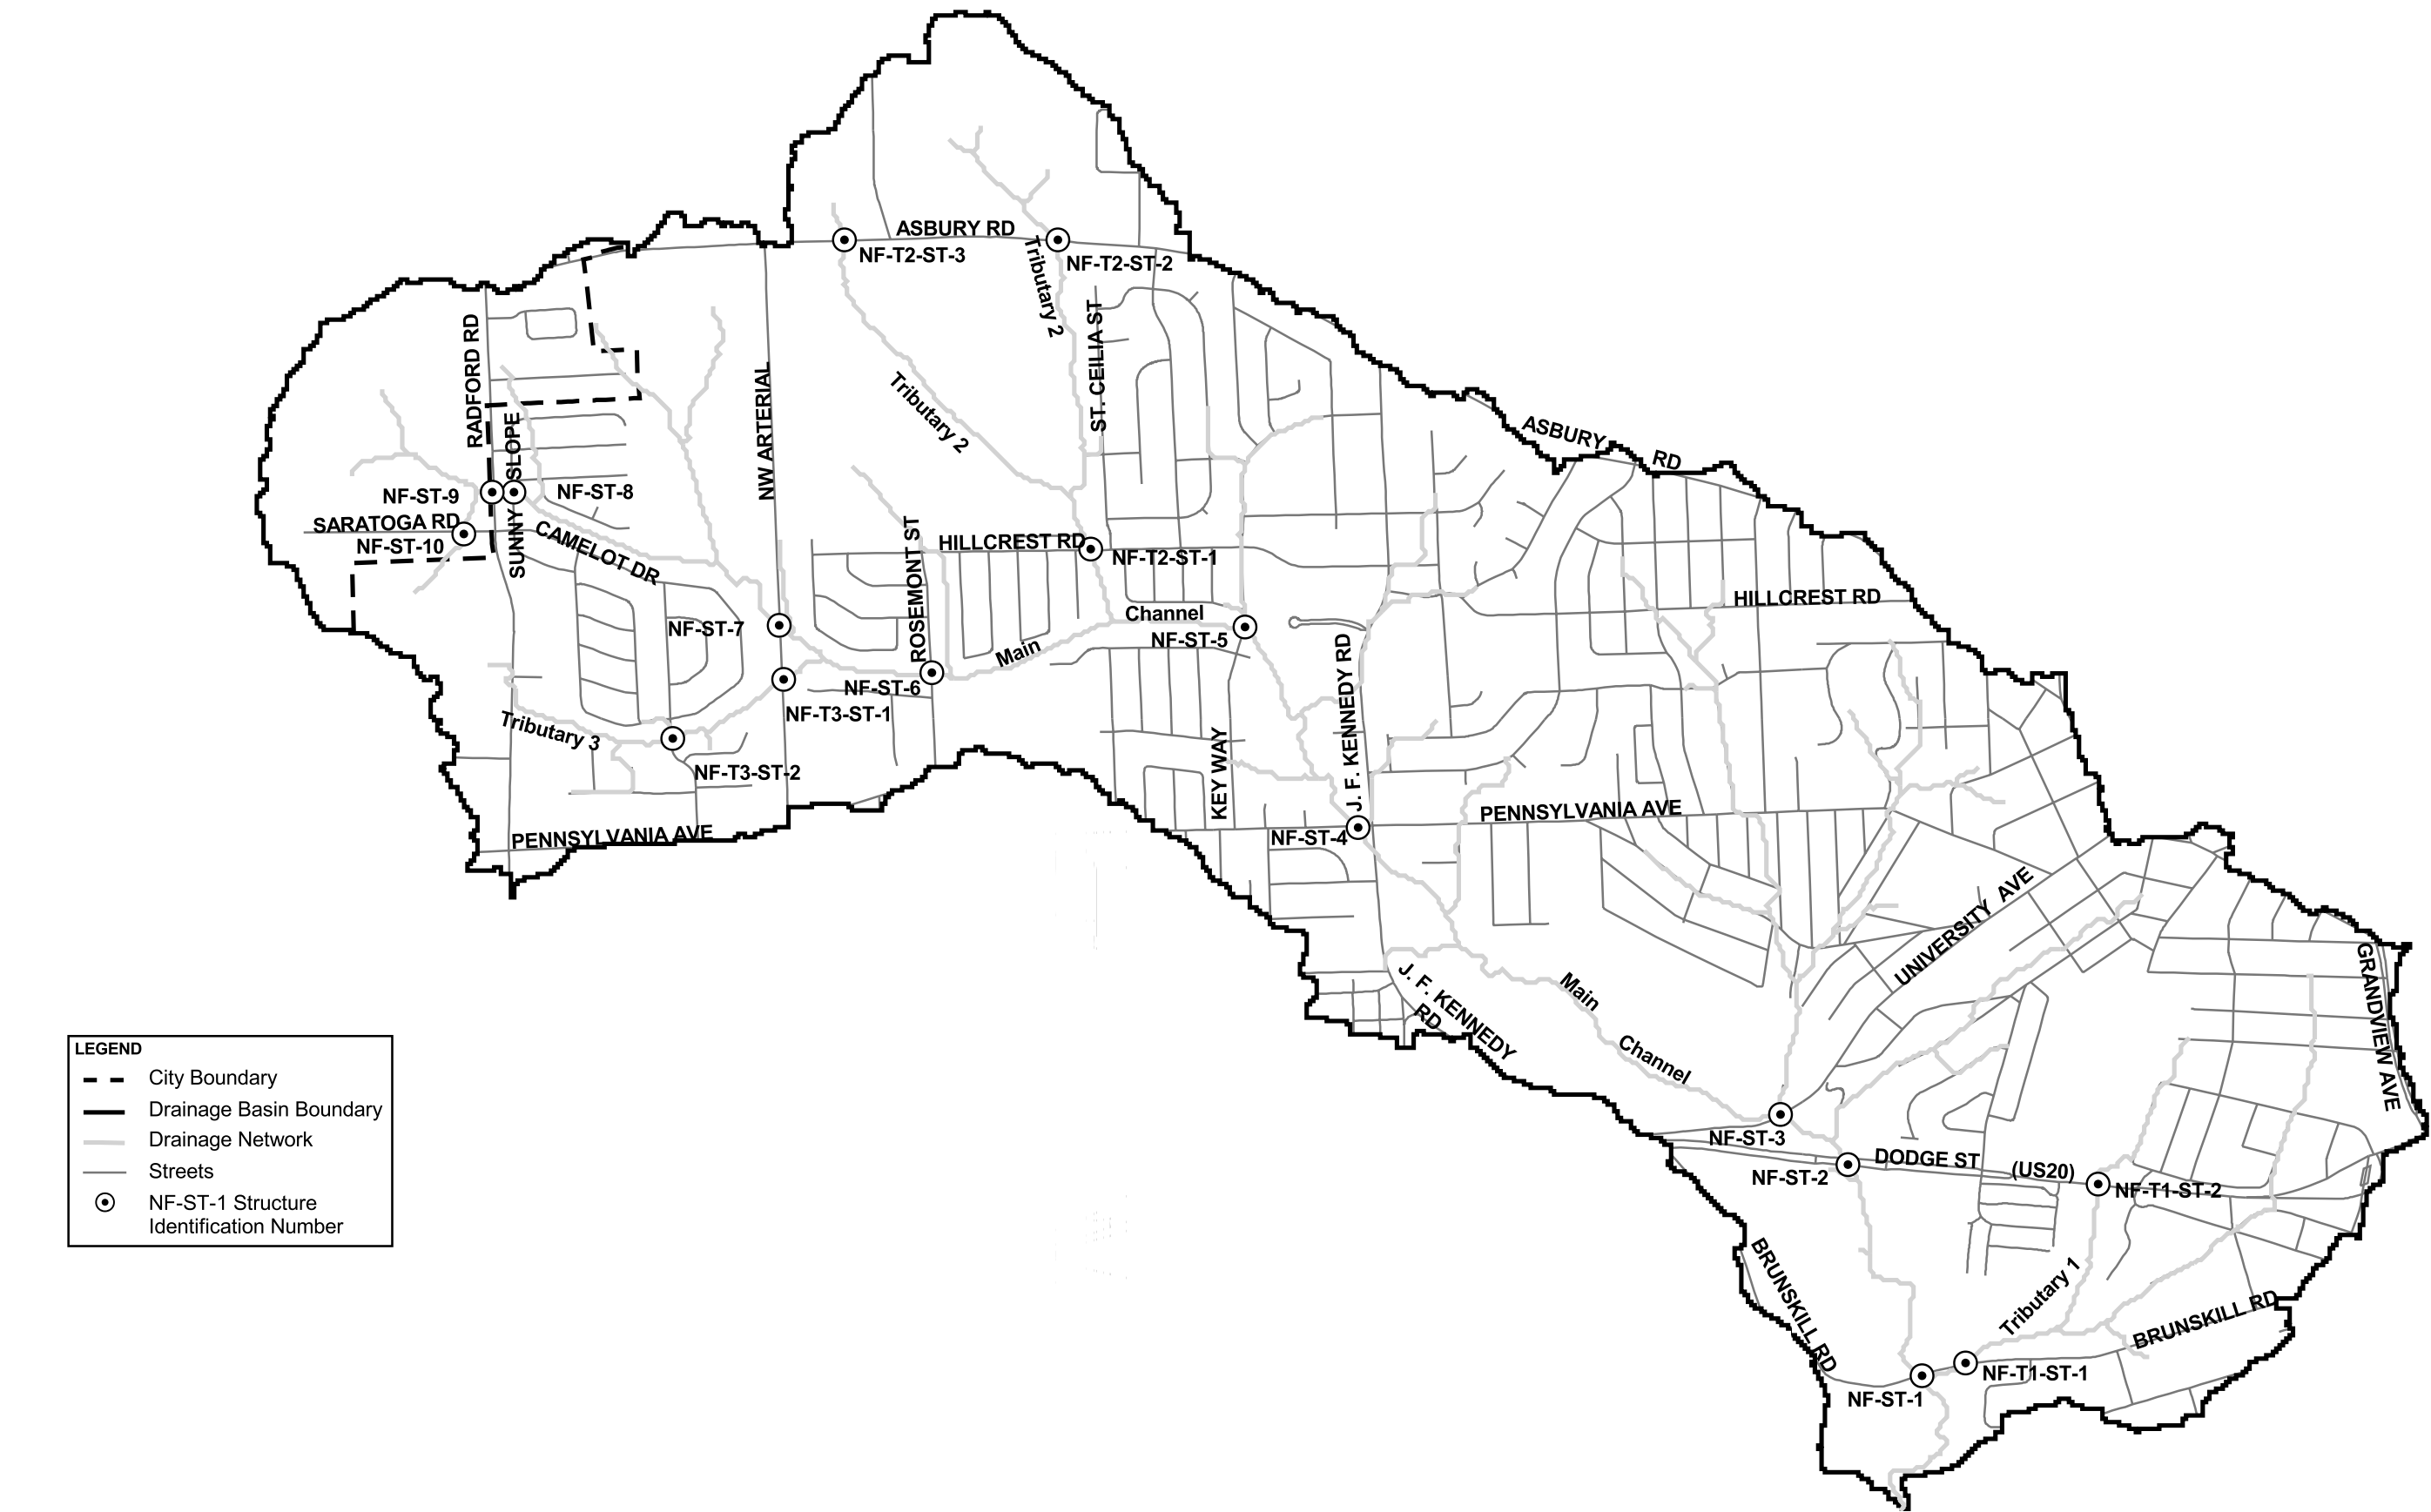 ASBURY RD
NF-T2-ST-3
NF-T2-ST-2
Tributary 2
ST. CEILIA ST
RADFORD RD
NW ARTERIAL
Tributary 2
SUNNY SLOPE
ASBURY RD
NF-ST-9
NF-ST-8
SARATOGA RD
NF-ST-10
CAMELOT DR
ROSEMONT ST
HILLCREST RD
NF-T2-ST-1
HILLCREST RD
Channel
NF-ST-7
NF-ST-5
Main
J. F. KENNEDY RD
NF-ST-6
NF-T3-ST-1
Tributary 3
NF-T3-ST-2
KEY WAY
PENNSYLVANIA AVE
PENNSYLVANIA AVE
NF-ST-4
UNIVERSITY AVE
GRANDVIEW AVE
J. F. KENNEDY
RD
Main
Channel
NF-ST-3
DODGE ST (US20)
NF-ST-2
NF-T1-ST-2
BRUNSKILL RD
Tributary 1
BRUNSKILL RD
NF-T1-ST-1
NF-ST-1
LEGEND
City Boundary
Drainage Basin Boundary
Drainage Network
Streets
NF-ST-1 Structure
Identification Number